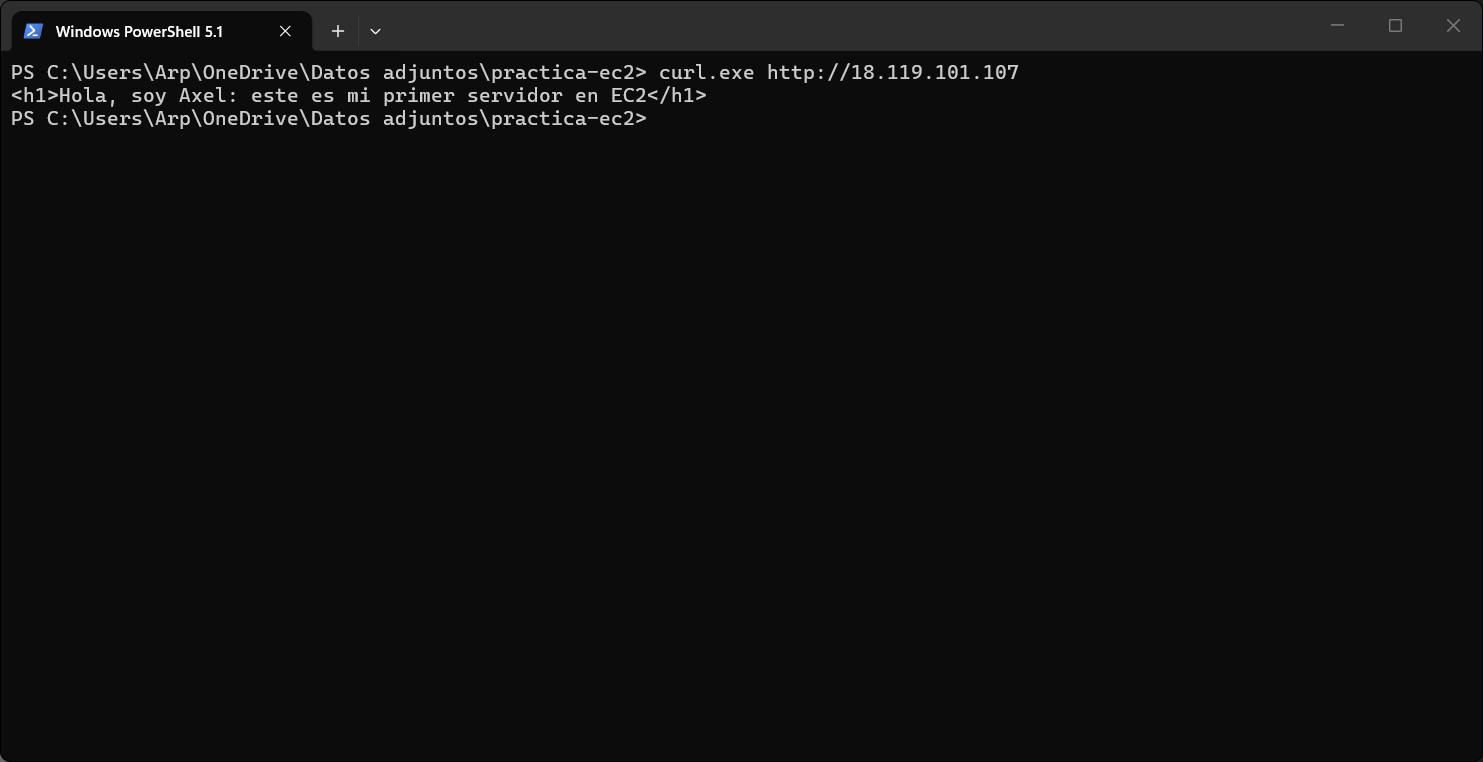 Windows PowerShell 5.1
PS C:\Users\Arp\OneDrive\Datos adjuntos\practica-ec2> curl.exe http://18.119.101.107
<h1>Hola, soy Axel: este es mi primer servidor en EC2</h1>
PS C:\Users\Arp\OneDrive\Datos adjuntos\practica-ec2>